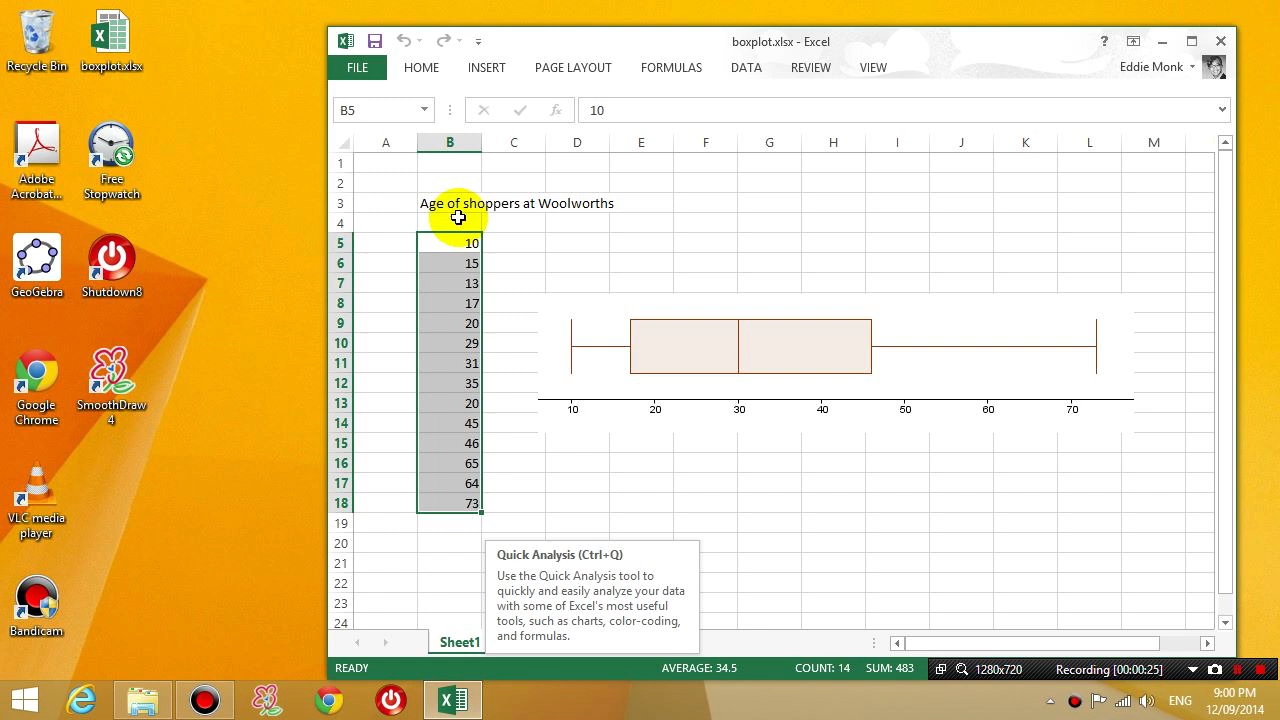 Recycle Bin
boxplot.xlsx
Adobe
Acrobat...
Free
Stopwatch
GeoGebra
Shutdown8
Google
Chrome
SmoothDraw
4
VLC media
player
Bandicam
boxplot.xlsx - Excel
?
FILE HOME INSERT PAGE LAYOUT FORMULAS DATA REVIEW VIEW Eddie Monk
B5 fx 10
A B C D E F G H I J K L M
1
2
3 Age of shoppers at Woolworths
4
5 10
6 15
7 13
8 17
9 20
10 29
11 31
12 35
13 20
14 45
15 46
16 65
17 64
18 73
19
20
21
22
23
24
10 20 30 40 50 60 70
Quick Analysis (Ctrl+Q)
Use the Quick Analysis tool to
quickly and easily analyze your data
with some of Excel's most useful
tools, such as charts, color-coding,
and formulas.
Sheet1
READY AVERAGE: 34.5 COUNT: 14 SUM: 483
1280x720 Recording [00:00:25]
ENG
9:00 PM
12/09/2014